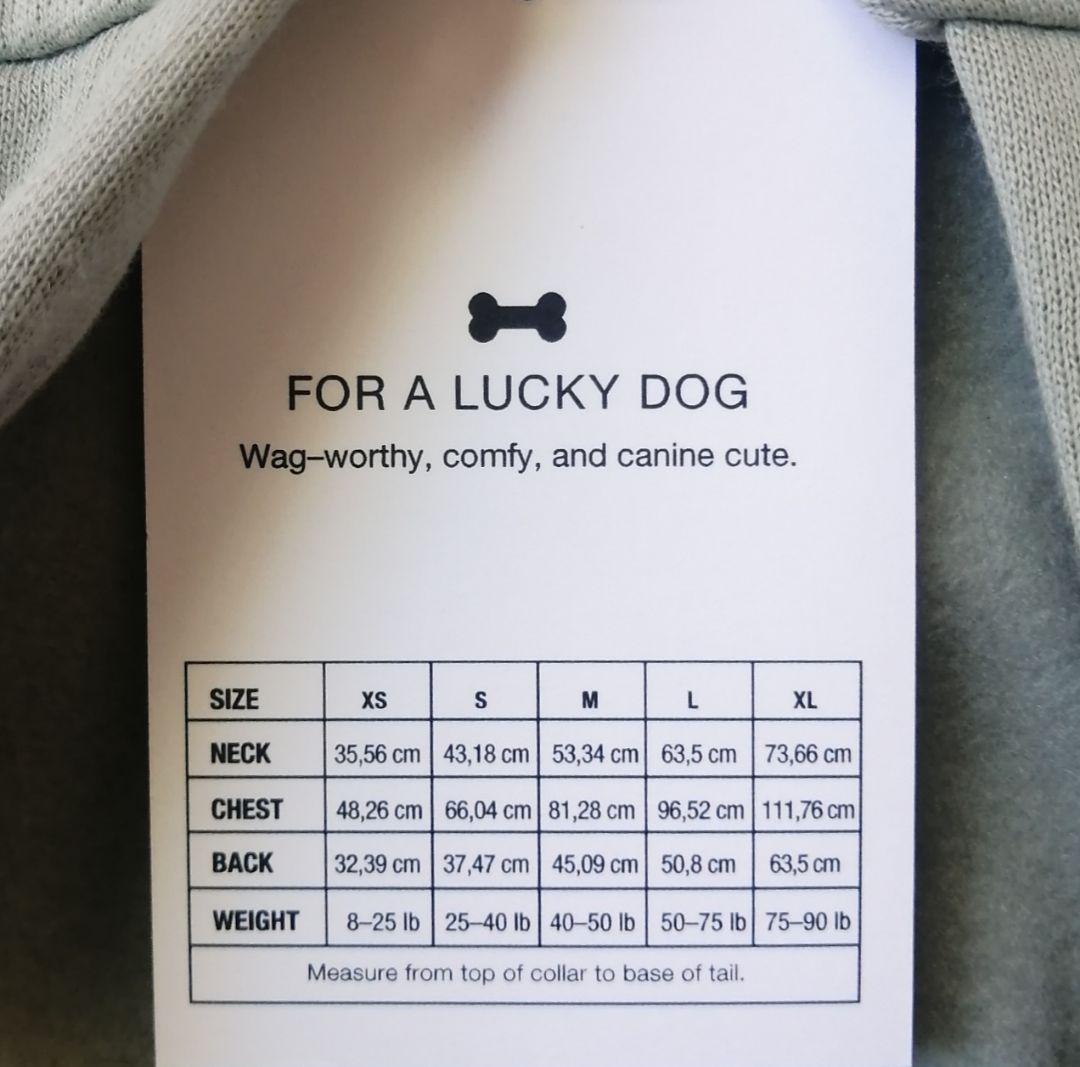 FOR A LUCKY DOG
Wag–worthy, comfy, and canine cute.
SIZE XS S M L XL
NECK 35,56 cm 43,18 cm 53,34 cm 63,5 cm 73,66 cm
CHEST 48,26 cm 66,04 cm 81,28 cm 96,52 cm 111,76 cm
BACK 32,39 cm 37,47 cm 45,09 cm 50,8 cm 63,5 cm
WEIGHT 8–25 lb 25–40 lb 40–50 lb 50–75 lb 75–90 lb
Measure from top of collar to base of tail.